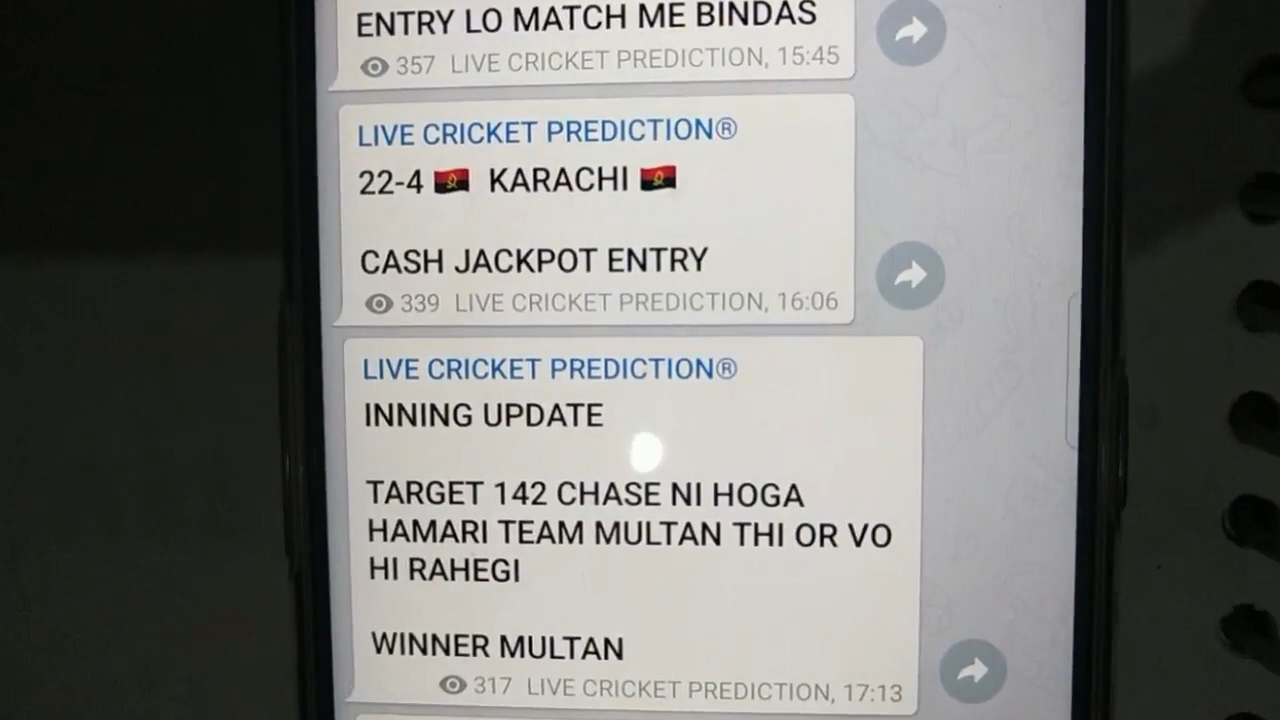 ENTRY LO MATCH ME BINDAS
357 LIVE CRICKET PREDICTION, 15:45
LIVE CRICKET PREDICTION®
22-4 🇦🇴 KARACHI 🇦🇴
CASH JACKPOT ENTRY
339 LIVE CRICKET PREDICTION, 16:06
LIVE CRICKET PREDICTION®
INNING UPDATE
TARGET 142 CHASE NI HOGA
HAMARI TEAM MULTAN THI OR VO
HI RAHEGI
WINNER MULTAN
317 LIVE CRICKET PREDICTION, 17:13